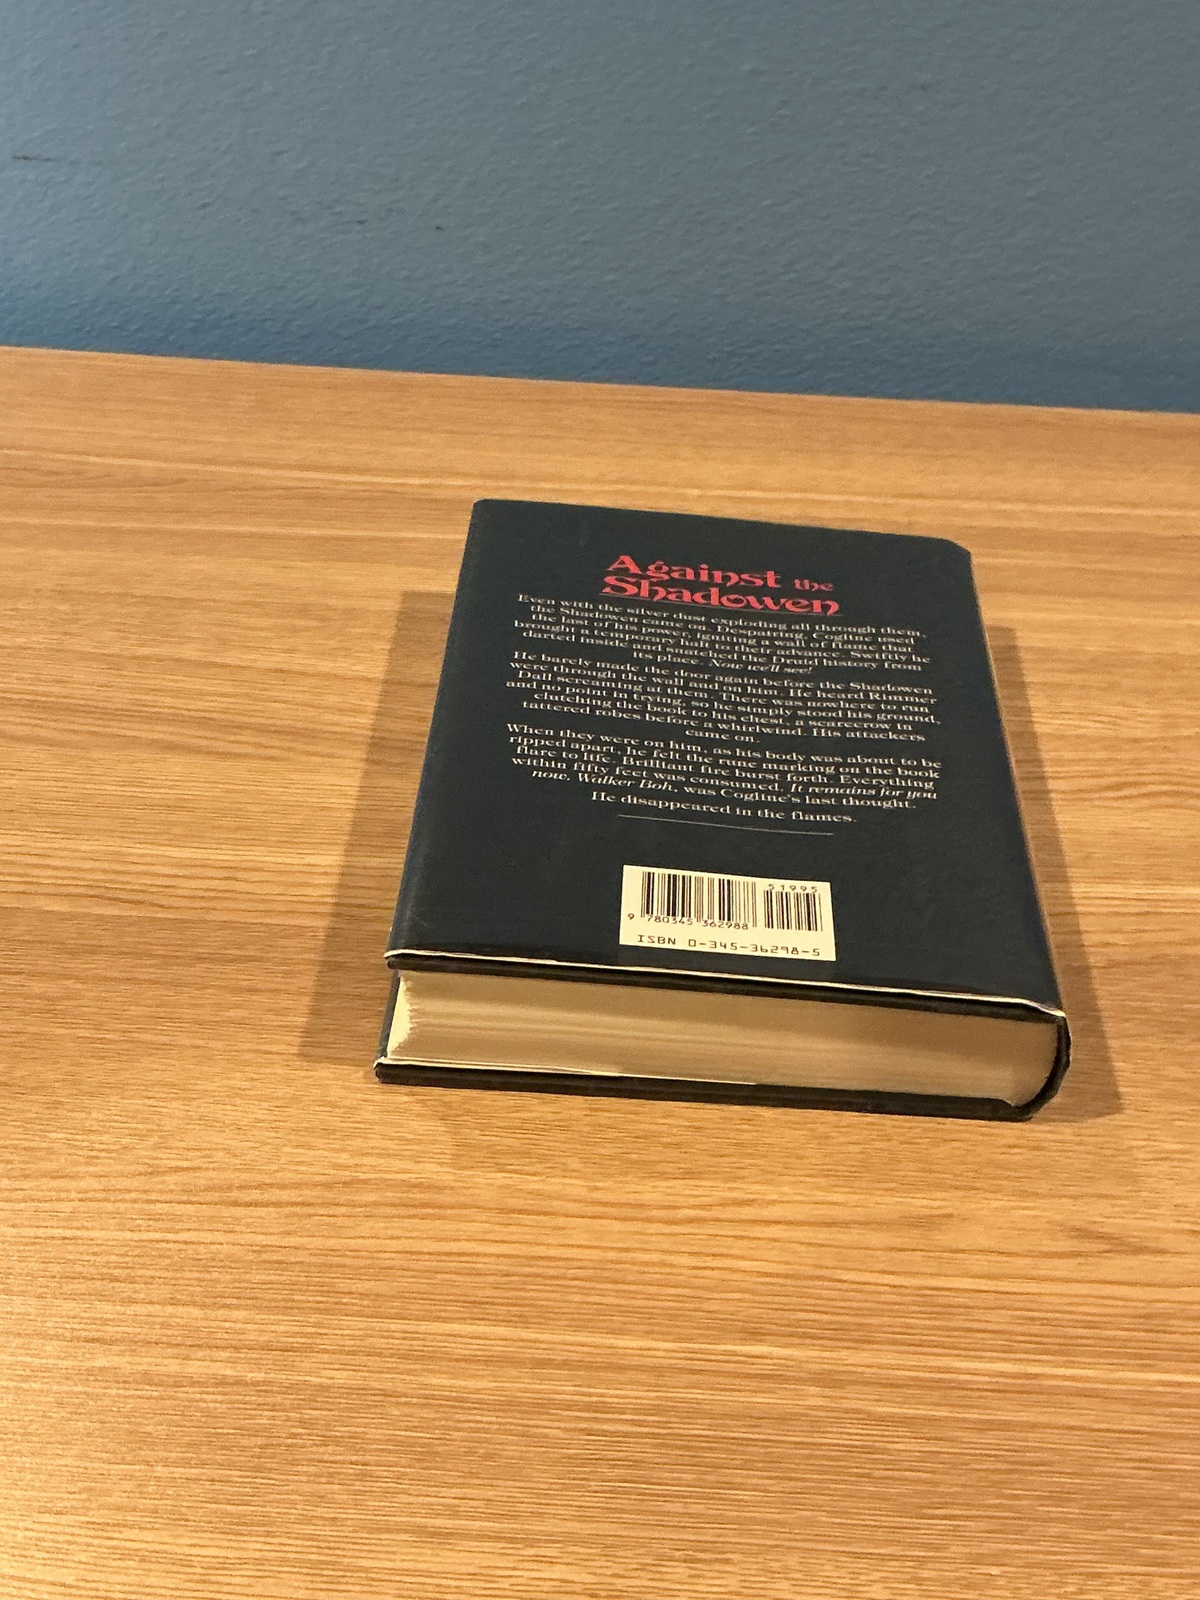 Against the
Shadowen
Even with the silver dust exploding all through them,
the Shadowen came on. Despairing, Cogline used
the last of his power, igniting a wall of flame that
brought a temporary halt to their advance. Swiftly he
darted inside and snatched the Druid history from
its place. Now we'll see!
He barely made the door again before the Shadowen
were through the wall and on him. He heard Rimmer
Dall screaming at them. There was nowhere to run
and no point in trying, so he simply stood his ground,
clutching the book to his chest, a scarecrow in
tattered robes before a whirlwind. His attackers
came on.
When they were on him, as his body was about to be
ripped apart, he felt the rune marking on the book
flare to life. Brilliant fire burst forth. Everything
within fifty feet was consumed. It remains for you
now, Walker Boh, was Cogline's last thought.
He disappeared in the flames.
51995
9 780345 362988
ISBN 0-345-36298-5